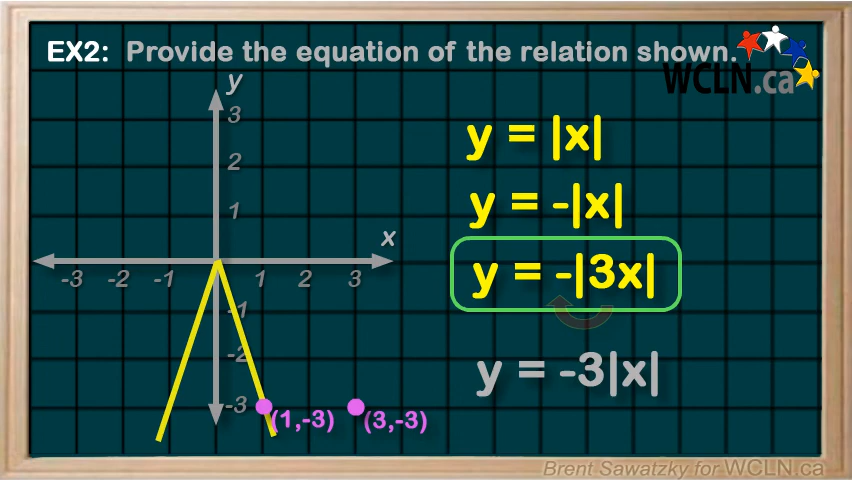 EX2: Provide the equation of the relation shown.
WCLN.ca
y
3
2
1
x
-3 -2 -1 1 2 3
-1
-2
-3
(1,-3) (3,-3)
y = |x|
y = -|x|
y = -|3x|
y = -3|x|
Brent Sawatzky for WCLN.ca